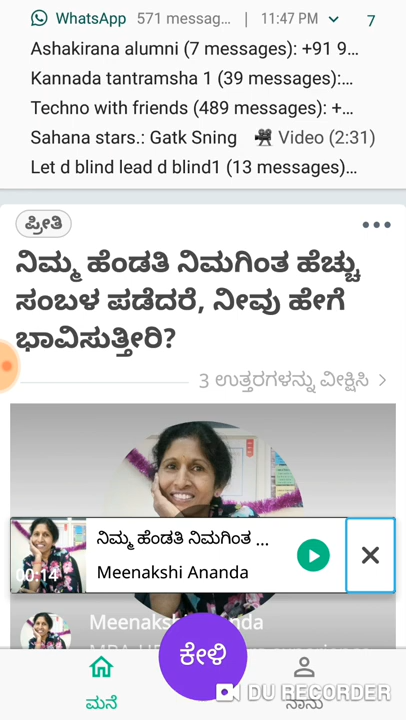 WhatsApp 571 messag... | 11:47 PM 7
Ashakirana alumni (7 messages): +91 9...
Kannada tantramsha 1 (39 messages):...
Techno with friends (489 messages): +...
Sahana stars.: Gatk Sning 🎥 Video (2:31)
Let d blind lead d blind1 (13 messages)...
ಪ್ರೀತಿ
ನಿಮ್ಮ ಹೆಂಡತಿ ನಿಮಗಿಂತ ಹೆಚ್ಚು
ಸಂಬಳ ಪಡೆದರೆ, ನೀವು ಹೇಗೆ
ಭಾವಿಸುತ್ತೀರಿ?
3 ಉತ್ತರಗಳನ್ನು ವೀಕ್ಷಿಸಿ
ನಿಮ್ಮ ಹೆಂಡತಿ ನಿಮಗಿಂತ ...
00:14
Meenakshi Ananda
Meenakshi Ananda
ಕೇಳಿ
ಮನೆ
ನಾನು
DU RECORDER